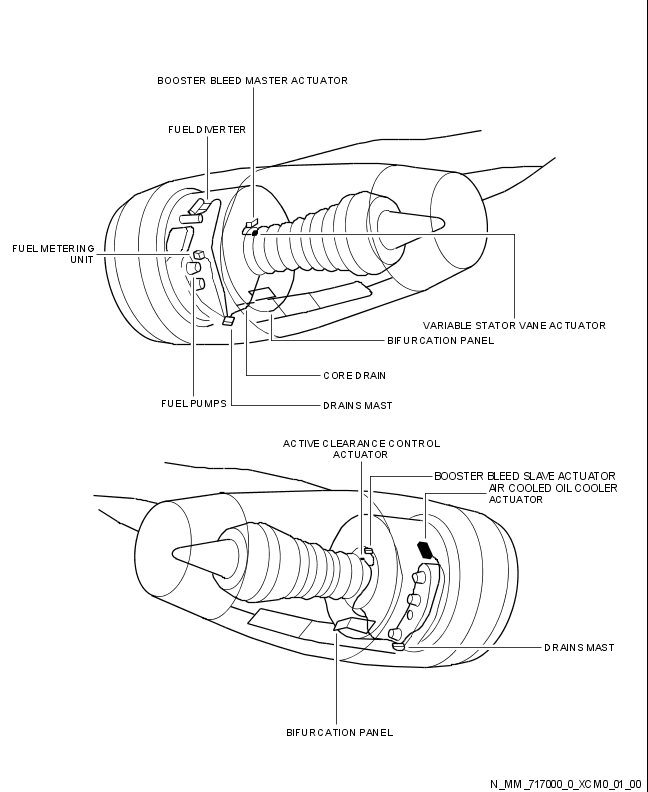 BOOSTER BLEED MASTER ACTUATOR
FUEL DIVERTER
FUEL METERING
UNIT
VARIABLE STATOR VANE ACTUATOR
BIFURCATION PANEL
CORE DRAIN
FUEL PUMPS
DRAINS MAST
ACTIVE CLEARANCE CONTROL
ACTUATOR
BOOSTER BLEED SLAVE ACTUATOR
AIR COOLED OIL COOLER
ACTUATOR
DRAINS MAST
BIFURCATION PANEL
N_MM_717000_0_XCM0_01_00